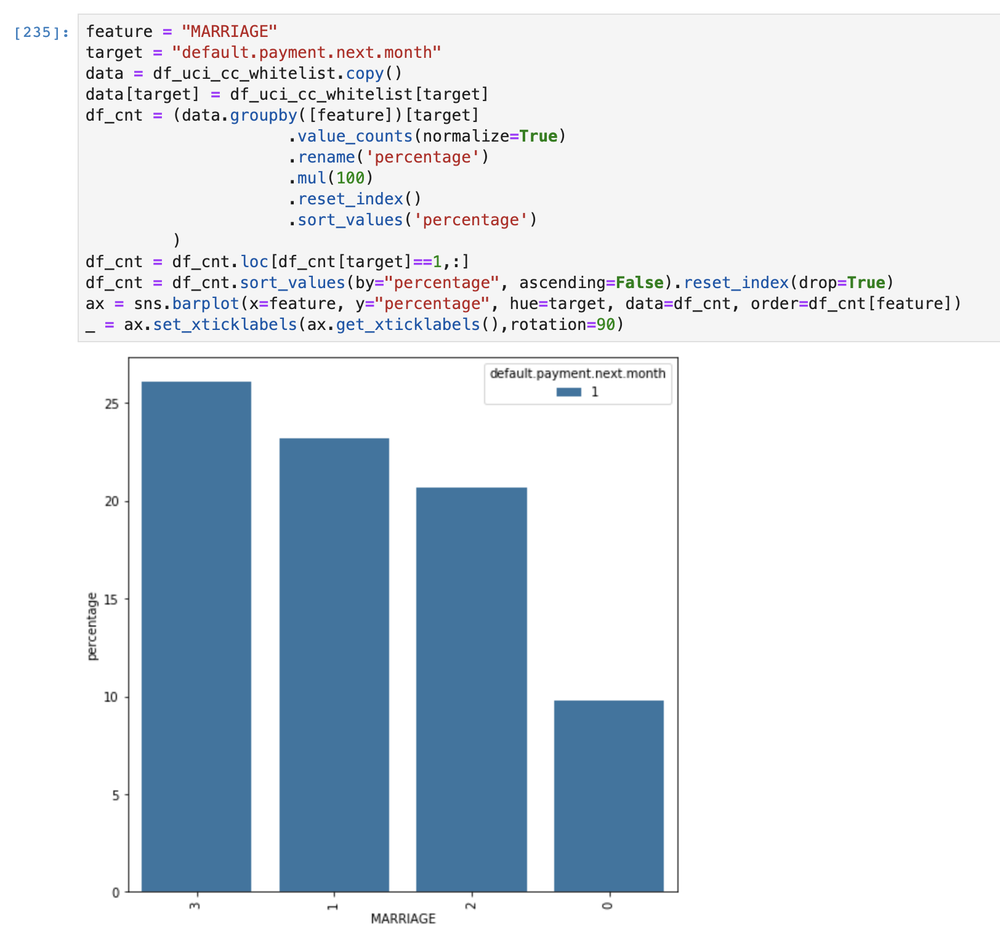 [235]:
feature = "MARRIAGE"
target = "default.payment.next.month"
data = df_uci_cc_whitelist.copy()
data[target] = df_uci_cc_whitelist[target]
df_cnt = (data.groupby([feature])[target]
.value_counts(normalize=True)
.rename('percentage')
.mul(100)
.reset_index()
.sort_values('percentage')
)
df_cnt = df_cnt.loc[df_cnt[target]==1,:]
df_cnt = df_cnt.sort_values(by="percentage", ascending=False).reset_index(drop=True)
ax = sns.barplot(x=feature, y="percentage", hue=target, data=df_cnt, order=df_cnt[feature])
_ = ax.set_xticklabels(ax.get_xticklabels(),rotation=90)
default.payment.next.month
1
25
20
15
10
5
0
percentage
3
1
2
0
MARRIAGE